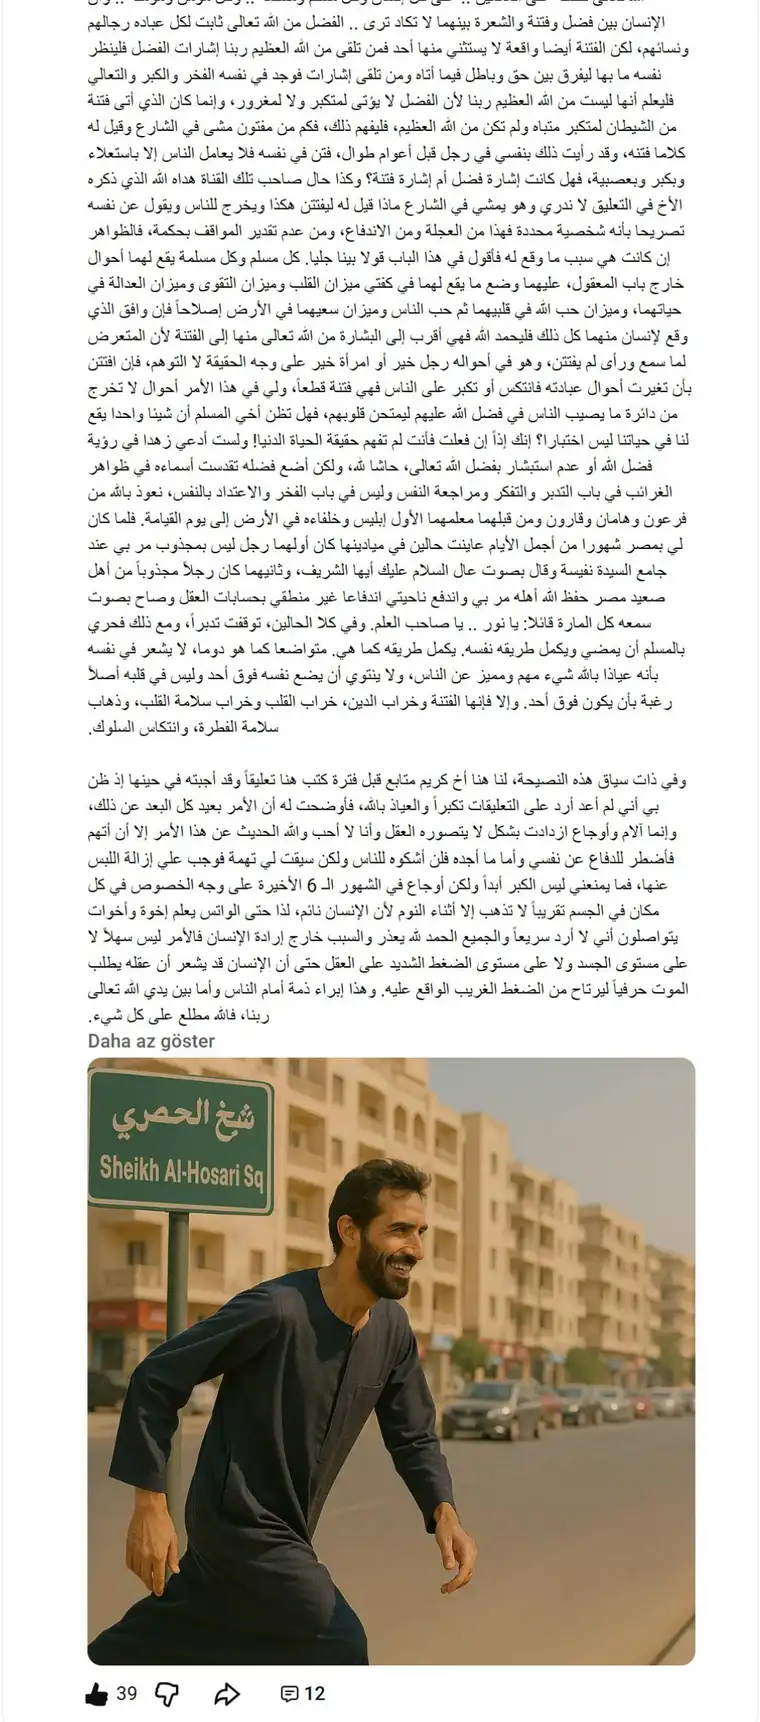 الإنسان بين فضل وفتنة والشعرة بينهما لا تكاد ترى .. الفضل من الله تعالى ثابت لكل عباده رجالهم
ونسائهم، لكن الفتنة أيضا واقعة لا يستثني منها أحد فمن تلقى من الله العظيم ربنا إشارات الفضل فلينظر
نفسه ما بها ليفرق بين حق وباطل فيما أتاه ومن تلقى إشارات فوجد في نفسه الفخر والكبر والتعالي
فليعلم أنها ليست من الله العظيم ربنا لأن الفضل لا يؤتى لمتكبر ولا لمغرور، وإنما كان الذي أتى فتنة
من الشيطان لمتكبر متباه ولم تكن من الله العظيم، فليفهم ذلك، فكم من مفتون مشى في الشارع وقيل له
كلاما فتنه، وقد رأيت ذلك بنفسي في رجل قبل أعوام طوال، فتن في نفسه فلا يعامل الناس إلا باستعلاء
وبكبر وبعصبية، فهل كانت إشارة فضل أم إشارة فتنة؟ وكذا حال صاحب تلك القناة هداه الله الذي ذكره
الأخ في التعليق لا ندري وهو يمشي في الشارع ماذا قيل له ليفتتن هكذا ويخرج للناس ويقول عن نفسه
تصريحا بأنه شخصية محددة فهذا من العجلة ومن الاندفاع، ومن عدم تقدير المواقف بحكمة، فالظواهر
إن كانت هي سبب ما وقع له فأقول في هذا الباب قولا بينا جليا. كل مسلم وكل مسلمة يقع لهما أحوال
خارج باب المعقول، عليهما وضع ما يقع لهما في كفتي ميزان القلب وميزان التقوى وميزان العدالة في
حياتهما، وميزان حب الله في قلبيهما ثم حب الناس وميزان سعيهما في الأرض إصلاحاً فإن وافق الذي
وقع لإنسان منهما كل ذلك فليحمد الله فهي أقرب إلى البشارة من الله تعالى منها إلى الفتنة لأن المتعرض
لما سمع ورأى لم يفتتن، وهو في أحواله رجل خير أو امرأة خير على وجه الحقيقة لا التوهم، فإن افتتن
بأن تغيرت أحوال عبادته فانتكس أو تكبر على الناس فهي فتنة قطعاً، ولي في هذا الأمر أحوال لا تخرج
من دائرة ما يصيب الناس في فضل الله عليهم ليمتحن قلوبهم، فهل تظن أخي المسلم أن شيئا واحدا يقع
لنا في حياتنا ليس اختبارا؟ إنك إذاً إن فعلت فأنت لم تفهم حقيقة الحياة الدنيا! ولست أدعي زهدا في رؤية
فضل الله أو عدم استبشار بفضل الله تعالى، حاشا لله، ولكن أضع فضله تقدست أسماءه في ظواهر
الغرائب في باب التدبر والتفكر ومراجعة النفس وليس في باب الفخر والاعتداد بالنفس، نعوذ بالله من
فرعون وهامان وقارون ومن قبلهما معلمهما الأول إبليس وخلفاءه في الأرض إلى يوم القيامة. فلما كان
لي بمصر شهورا من أجمل الأيام عاينت حالين في ميادينها كان أولهما رجل ليس بمجذوب مر بي عند
جامع السيدة نفيسة وقال بصوت عال السلام عليك أيها الشريف، وثانيهما كان رجلاً مجذوباً من أهل
صعيد مصر حفظ الله أهله مر بي واندفع ناحيتي اندفاعا غير منطقي بحسابات العقل وصاح بصوت
سمعه كل المارة قائلا: يا نور .. يا صاحب العلم. وفي كلا الحالين، توقفت تدبراً، ومع ذلك فحري
بالمسلم أن يمضي ويكمل طريقه نفسه. يكمل طريقه كما هي. متواضعا كما هو دوما، لا يشعر في نفسه
بأنه عياذا بالله شيء مهم ومميز عن الناس، ولا ينتوي أن يضع نفسه فوق أحد وليس في قلبه أصلاً
رغبة بأن يكون فوق أحد. وإلا فإنها الفتنة وخراب الدين، خراب القلب وخراب سلامة القلب، وذهاب
سلامة الفطرة، وانتكاس السلوك.
وفي ذات سياق هذه النصيحة، لنا هنا أخ كريم متابع قبل فترة كتب هنا تعليقاً وقد أجبته في حينها إذ ظن
بي أني لم أعد أرد على التعليقات تكبراً والعياذ بالله، فأوضحت له أن الأمر بعيد كل البعد عن ذلك،
وإنما آلام وأوجاع ازدادت بشكل لا يتصوره العقل وأنا لا أحب والله الحديث عن هذا الأمر إلا أن أتهم
فأضطر للدفاع عن نفسي وأما ما أجده فلن أشكوه للناس ولكن سيقت لي تهمة فوجب علي إزالة اللبس
عنها، فما يمنعني ليس الكبر أبداً ولكن أوجاع في الشهور الـ 6 الأخيرة على وجه الخصوص في كل
مكان في الجسم تقريباً لا تذهب إلا أثناء النوم لأن الإنسان نائم، لذا حتى الواتس يعلم إخوة وأخوات
يتواصلون أني لا أرد سريعاً والجميع الحمد لله يعذر والسبب خارج إرادة الإنسان فالأمر ليس سهلاً لا
على مستوى الجسد ولا على مستوى الضغط الشديد على العقل حتى أن الإنسان قد يشعر أن عقله يطلب
الموت حرفياً ليرتاح من الضغط الغريب الواقع عليه. وهذا إبراء ذمة أمام الناس وأما بين يدي الله تعالى
ربنا، فالله مطلع على كل شيء.
Daha az göster
شخ الحصري
Sheikh Al-Hosari Sq
39
12